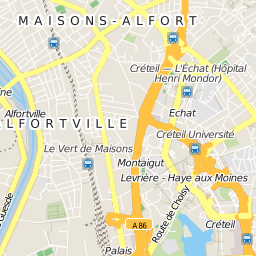 MAISONS-ALFORT
Créteil — L'Échat (Hôpital
Henri Mondor)
Alfortville
Echat
ALFORTVILLE
Créteil Université
Le Vert de Maisons
Montaigut
Levrière - Haye aux Moines
Route de Choisy
Créteil
A 86
Palais